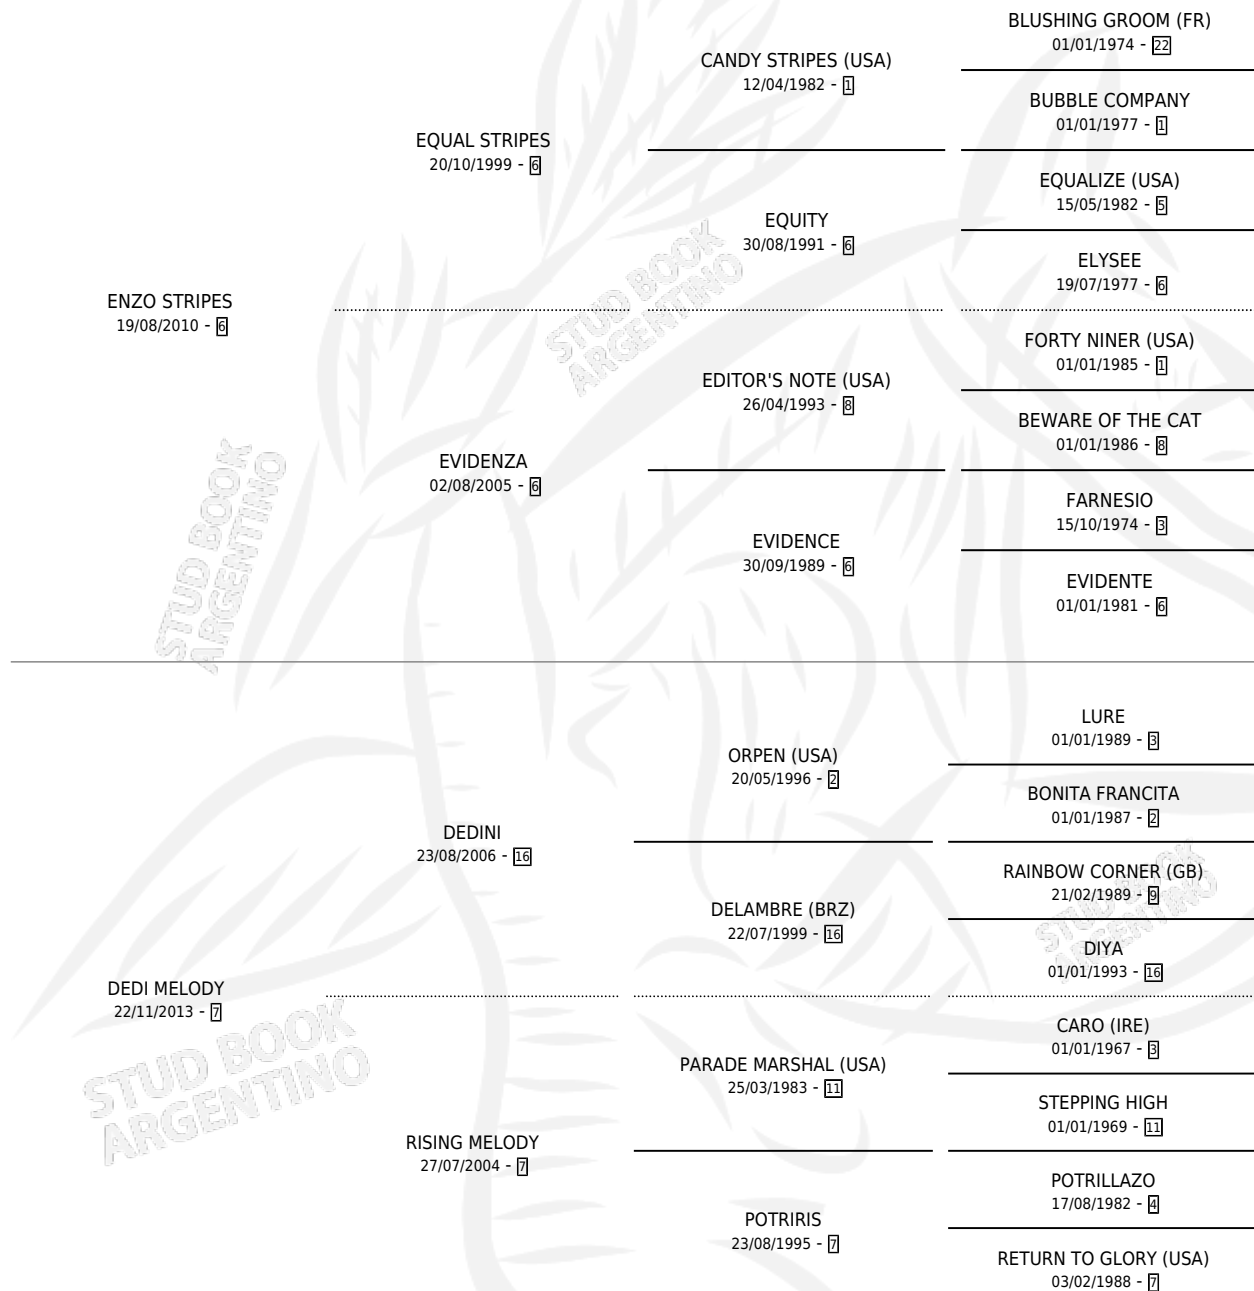 BLUSHING GROOM (FR)
01/01/1974 - 22
CANDY STRIPES (USA)
12/04/1982 - 1
BUBBLE COMPANY
01/01/1977 - 1
EQUAL STRIPES
20/10/1999 - 6
EQUALIZE (USA)
15/05/1982 - 5
EQUITY
30/08/1991 - 6
ELYSEE
19/07/1977 - 6
ENZO STRIPES
19/08/2010 - 6
FORTY NINER (USA)
01/01/1985 - 1
EDITOR'S NOTE (USA)
26/04/1993 - 8
BEWARE OF THE CAT
01/01/1986 - 8
EVIDENZA
02/08/2005 - 6
FARNESIO
15/10/1974 - 3
EVIDENCE
30/09/1989 - 6
EVIDENTE
01/01/1981 - 6
LURE
01/01/1989 - 3
ORPEN (USA)
20/05/1996 - 2
BONITA FRANCITA
01/01/1987 - 2
DEDINI
23/08/2006 - 16
RAINBOW CORNER (GB)
21/02/1989 - 9
DELAMBRE (BRZ)
22/07/1999 - 16
DIYA
01/01/1993 - 16
DEDI MELODY
22/11/2013 - 7
CARO (IRE)
01/01/1967 - 3
PARADE MARSHAL (USA)
25/03/1983 - 11
STEPPING HIGH
01/01/1969 - 11
RISING MELODY
27/07/2004 - 7
POTRILLAZO
17/08/1982 - 4
POTRIRIS
23/08/1995 - 7
RETURN TO GLORY (USA)
03/02/1988 - 7
STUD BOOK
ARGENTINO
STUD BOOK
ARGENTINO
STUD BOOK
ARGENTINO
STUD BOOK
ARGENTINO